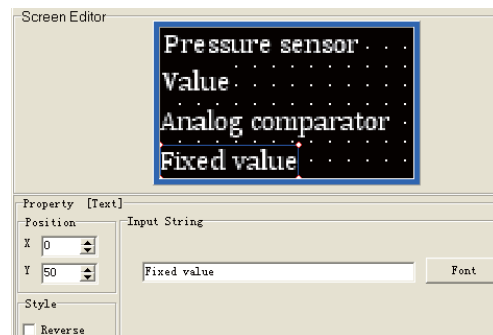 Screen Editor
Pressure sensor
Value
Analog comparator
Fixed value
Property [Text]
Position
Input String
X 0
Y 50
Fixed value
Font
Style
Reverse